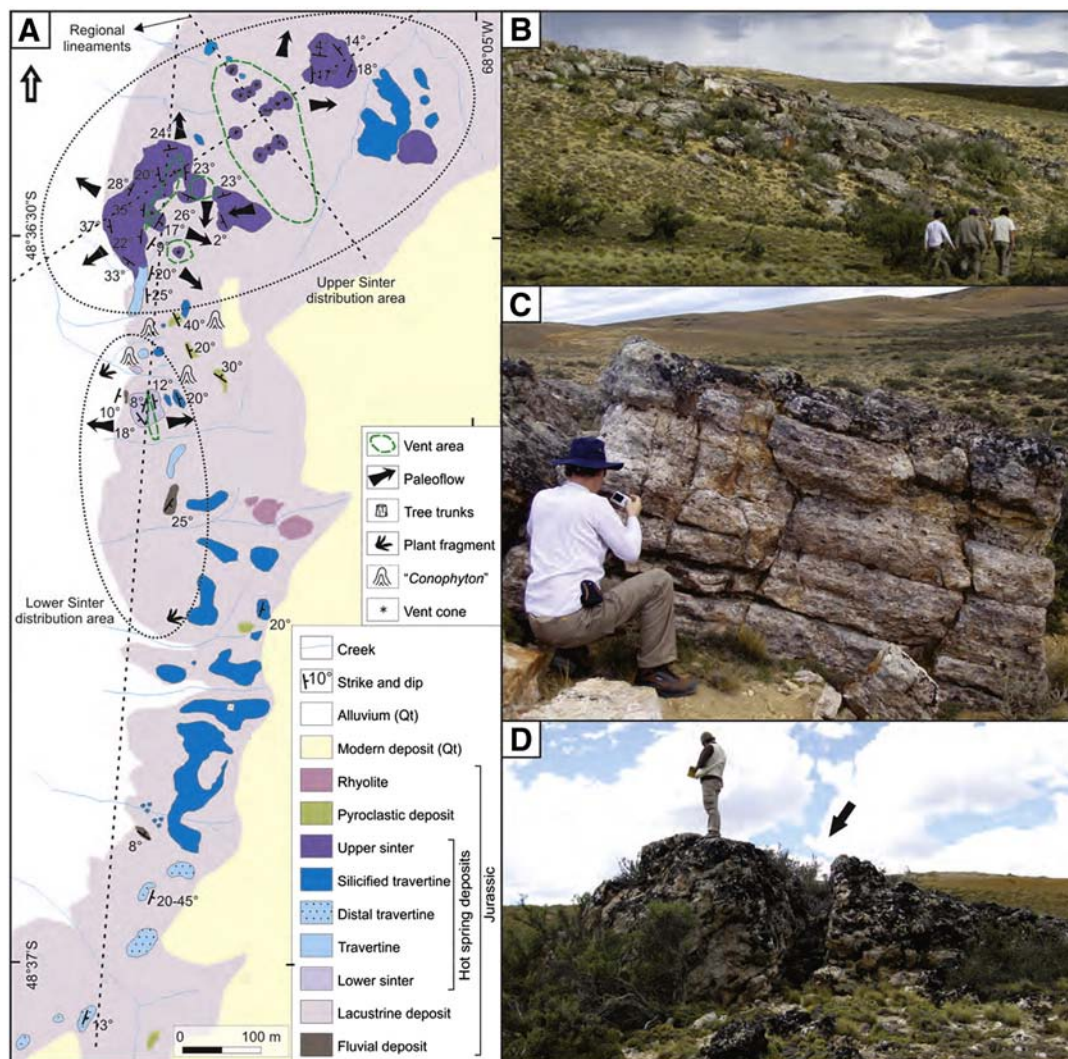 A
Regional
lineaments
68°05'W
4°
14°
17°
18°
24°
20°
23°
28°
23°
35°
26°
37°
17°
22°
2°
9°
33°
20°
25°
48°36'30"S
Upper Sinter
distribution area
40°
20°
30°
12°
8°
20°
10°
18°
25°
Lower Sinter
distribution area
20°
8°
20-45°
48°37'S
13°
0 100 m
Vent area
Paleoflow
Tree trunks
Plant fragment
"Conophyton"
Vent cone
Creek
10° Strike and dip
Alluvium (Qt)
Modern deposit (Qt)
Rhyolite
Pyroclastic deposit
Upper sinter
Silicified travertine
Distal travertine
Travertine
Lower sinter
Lacustrine deposit
Fluvial deposit
Hot spring deposits
Jurassic
B
C
D